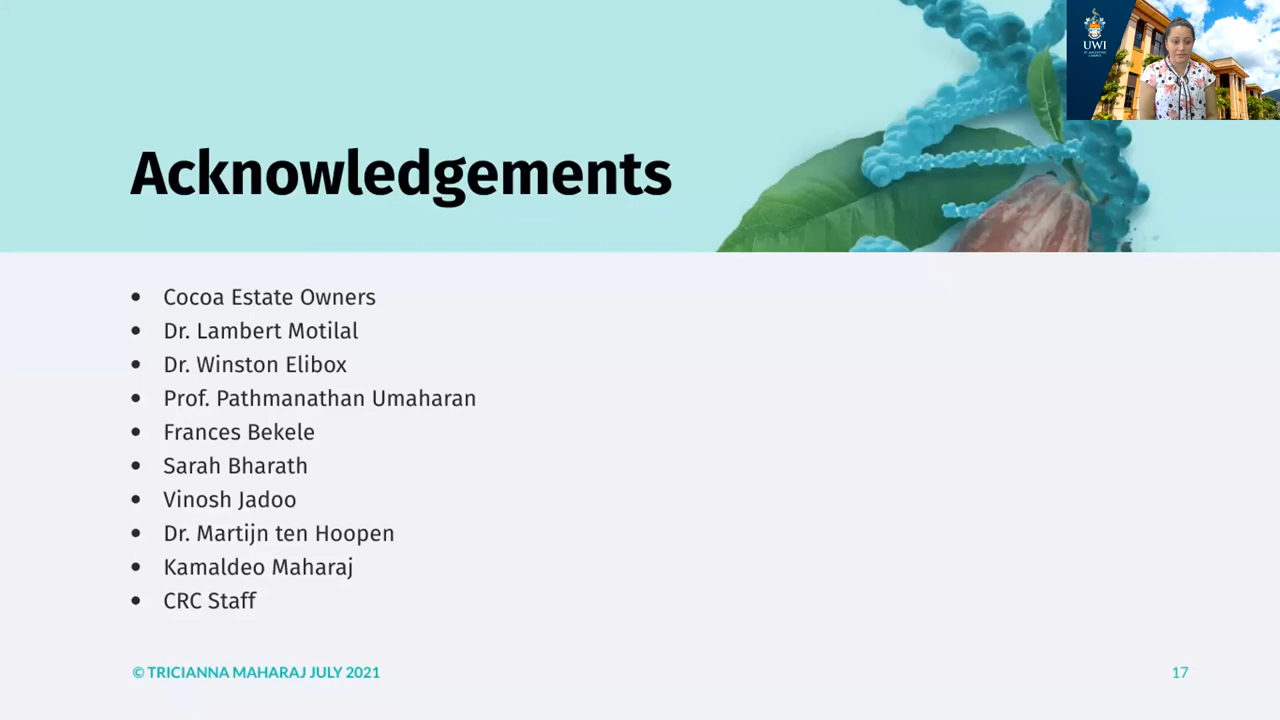 UWI
Acknowledgements
• Cocoa Estate Owners
• Dr. Lambert Motilal
• Dr. Winston Elibox
• Prof. Pathmanathan Umaharan
• Frances Bekele
• Sarah Bharath
• Vinosh Jadoo
• Dr. Martijn ten Hoopen
• Kamaldeo Maharaj
• CRC Staff
© TRICIANNA MAHARAJ JULY 2021
17